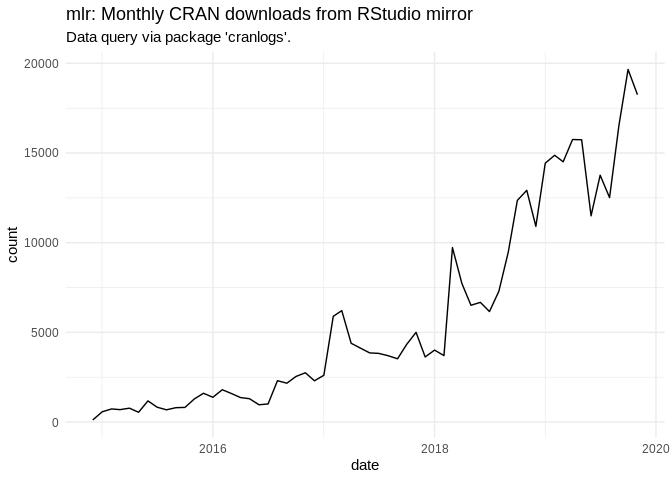 mlr: Monthly CRAN downloads from RStudio mirror
Data query via package 'cranlogs'.
20000
15000
10000
5000
0
count
2016
2018
2020
date